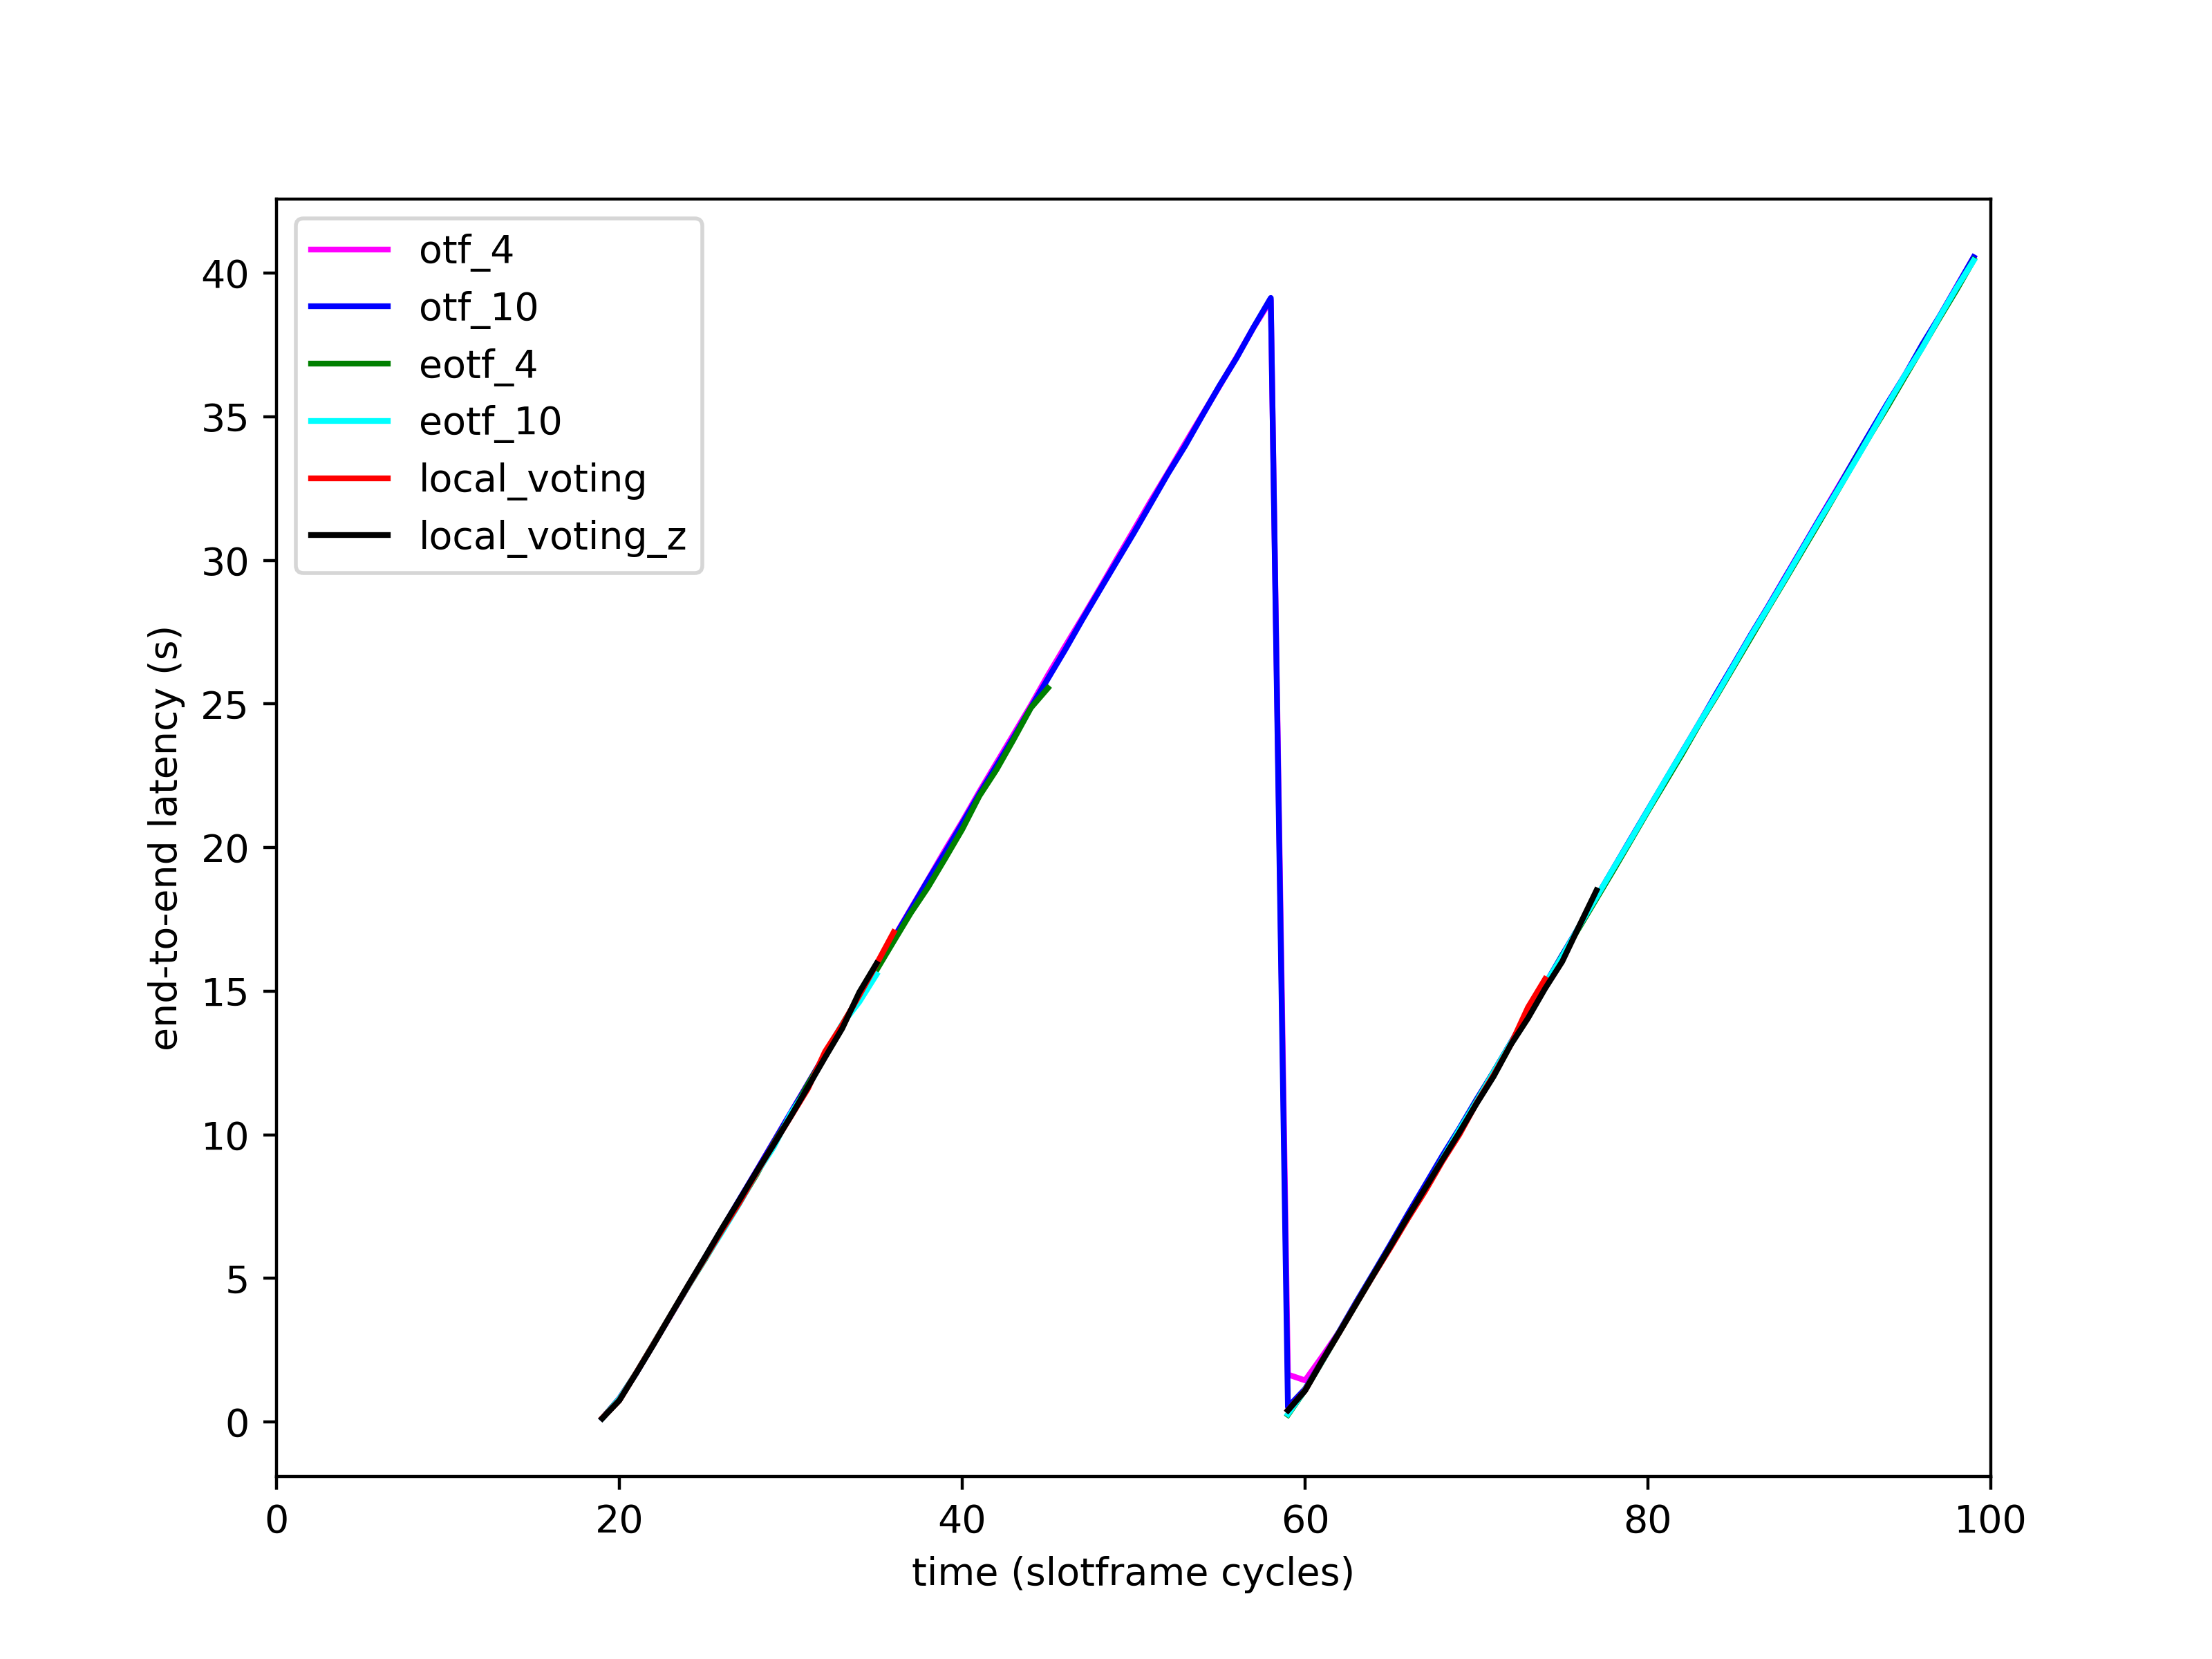 otf_4
otf_10
eotf_4
eotf_10
local_voting
local_voting_z
40
35
30
25
20
15
10
5
0
end-to-end latency (s)
0 20 40 60 80 100
time (slotframe cycles)